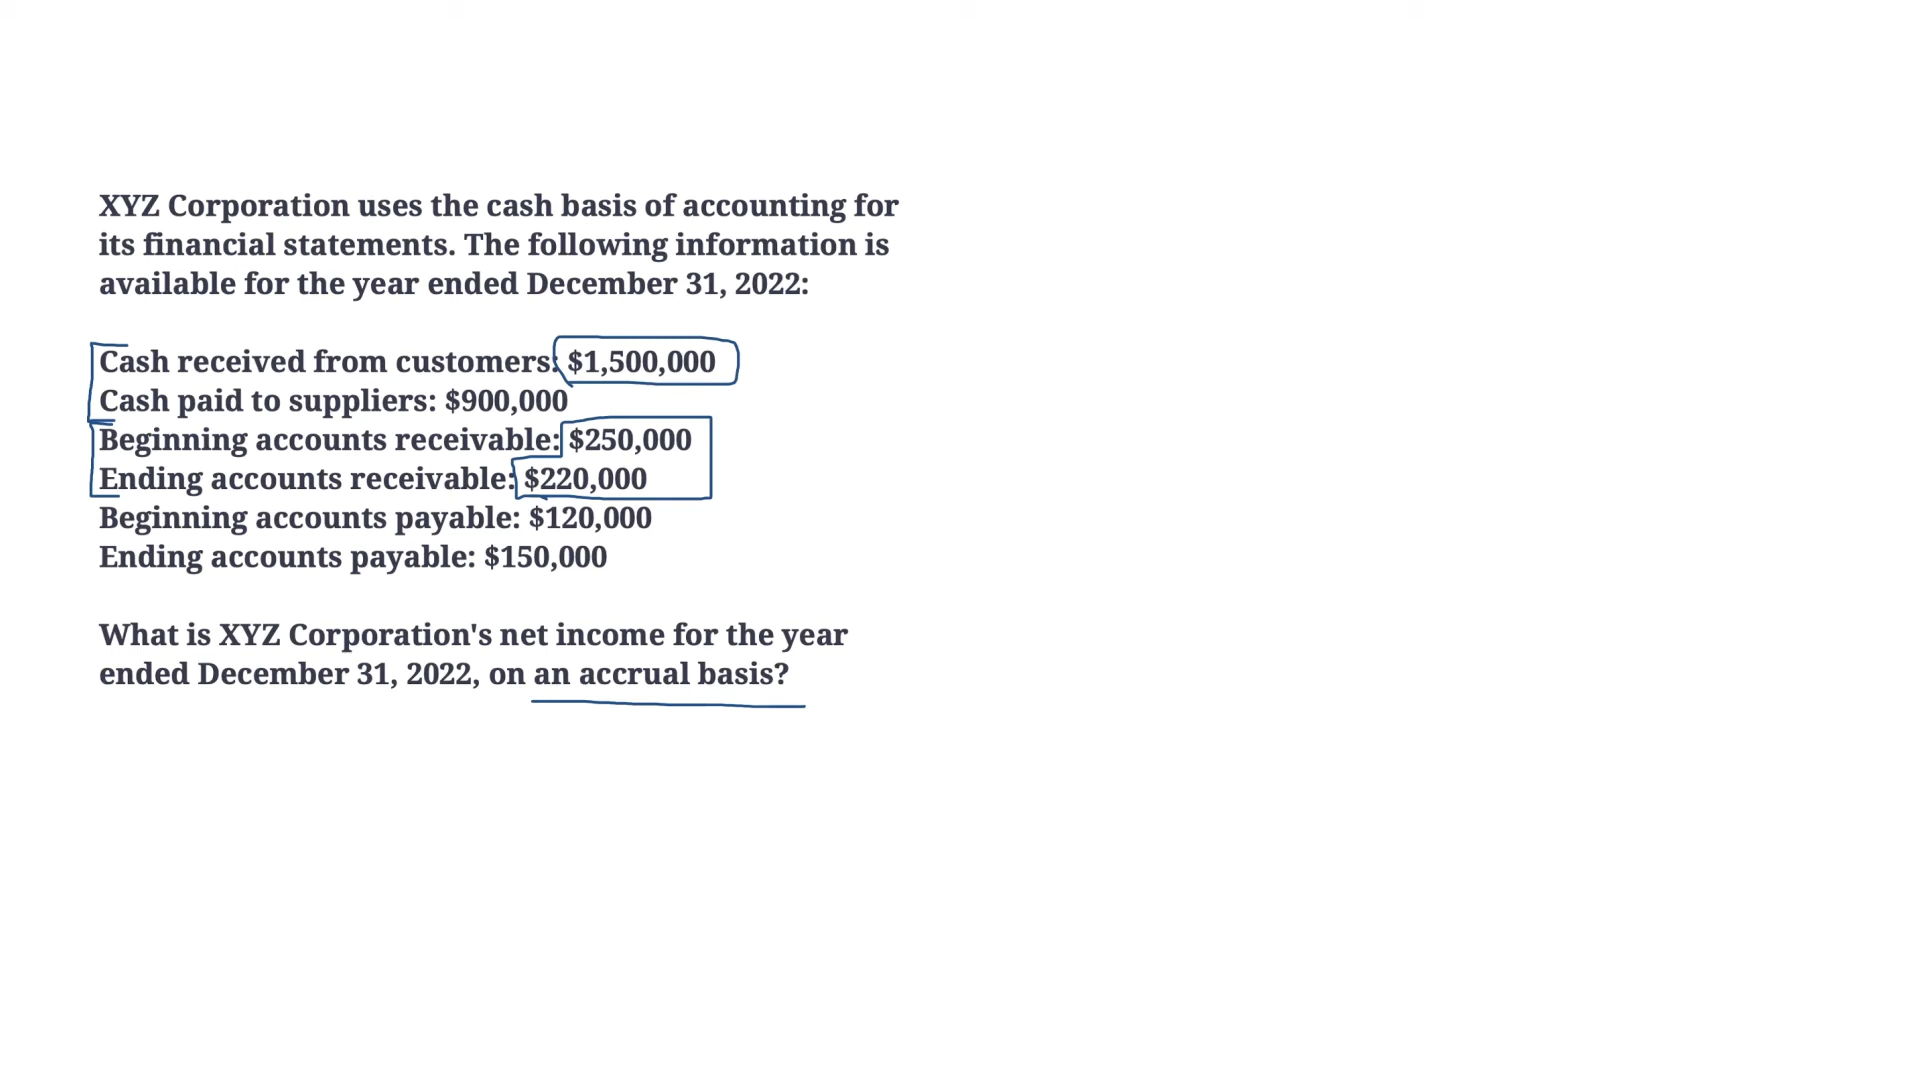 XYZ Corporation uses the cash basis of accounting for
its financial statements. The following information is
available for the year ended December 31, 2022:
Cash received from customers: $1,500,000
Cash paid to suppliers: $900,000
Beginning accounts receivable: $250,000
Ending accounts receivable: $220,000
Beginning accounts payable: $120,000
Ending accounts payable: $150,000
What is XYZ Corporation's net income for the year
ended December 31, 2022, on an accrual basis?